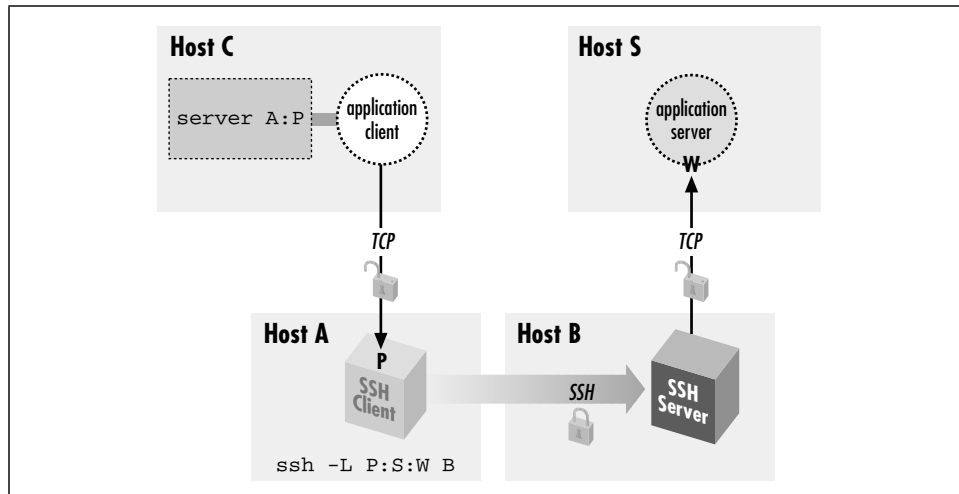 Host C
server A:P
application
client
Host S
application
server
W
TCP
TCP
Host A
P
SSH
Client
ssh -L P:S:W B
SSH
Host B
SSH
Server